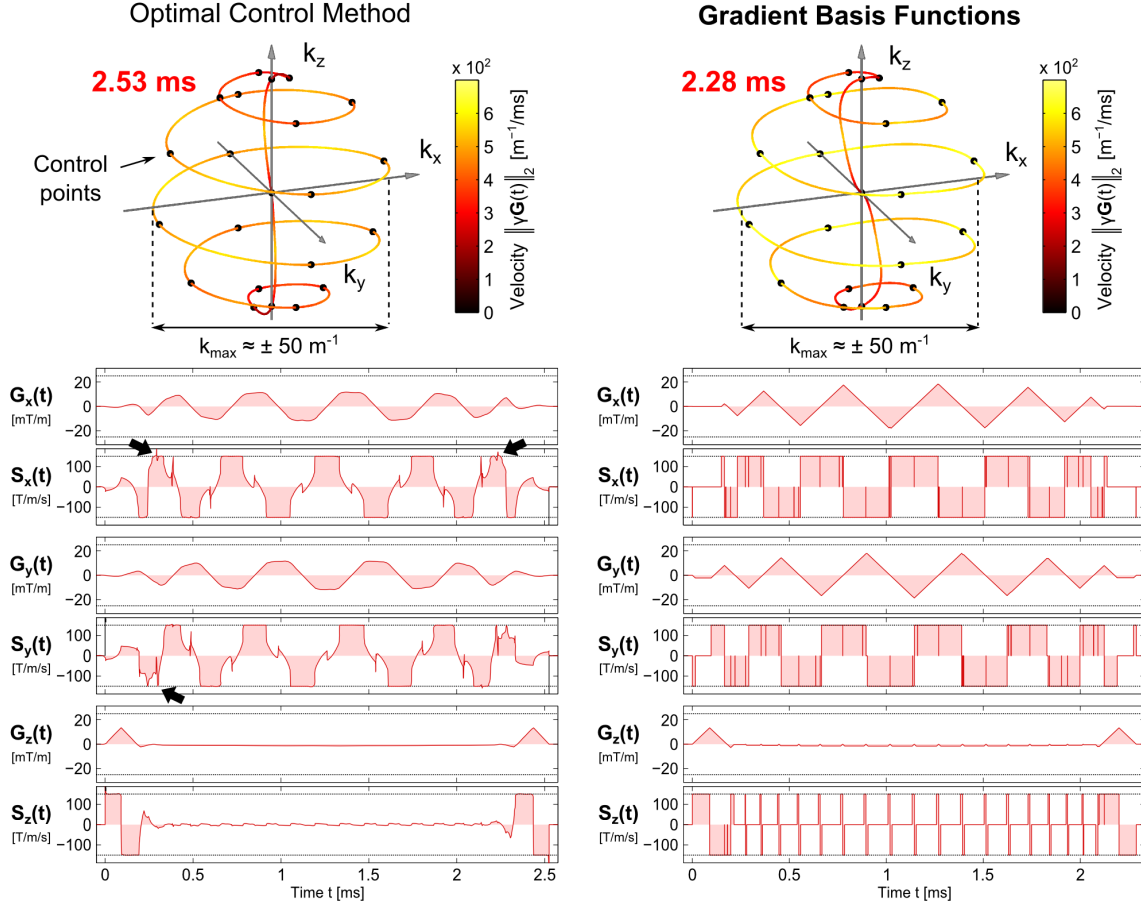 Optimal Control Method
Gradient Basis Functions
2.53 ms
k_z
x 10²
6
5
4
3
2
1
0
Velocity ‖γG(t)‖₂ [m⁻¹/ms]
k_x
k_y
Control
points
k_max ≈ ± 50 m⁻¹
2.28 ms
k_z
x 10²
6
5
4
3
2
1
0
Velocity ‖γG(t)‖₂ [m⁻¹/ms]
k_x
k_y
k_max ≈ ± 50 m⁻¹
G_x(t)
[mT/m]
20
0
−20
S_x(t)
[T/m/s]
100
0
−100
G_y(t)
[mT/m]
20
0
−20
S_y(t)
[T/m/s]
100
0
−100
G_z(t)
[mT/m]
20
0
−20
S_z(t)
[T/m/s]
100
0
−100
0 0.5 1 1.5 2 2.5
Time t [ms]
G_x(t)
[mT/m]
20
0
−20
S_x(t)
[T/m/s]
100
0
−100
G_y(t)
[mT/m]
20
0
−20
S_y(t)
[T/m/s]
100
0
−100
G_z(t)
[mT/m]
20
0
−20
S_z(t)
[T/m/s]
100
0
−100
0 0.5 1 1.5 2
Time t [ms]